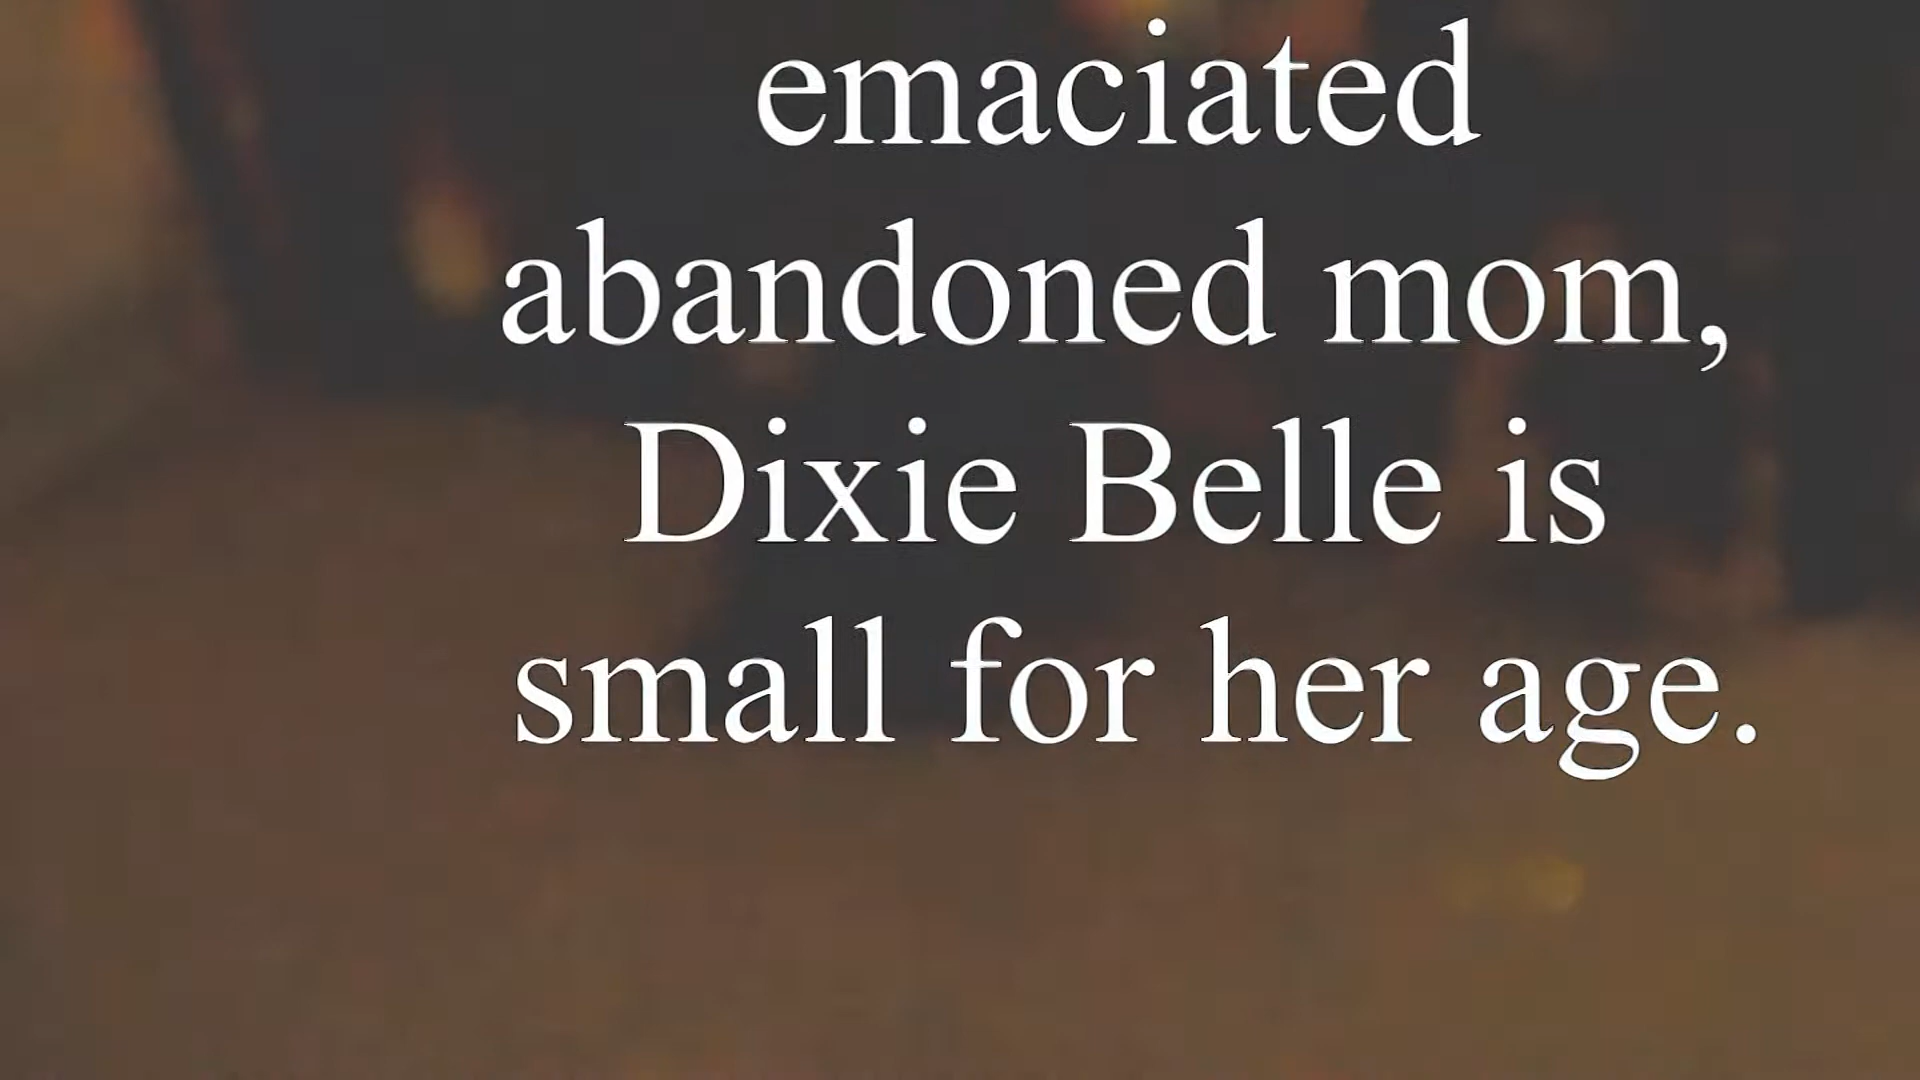 emaciated
abandoned mom,
Dixie Belle is
small for her age.